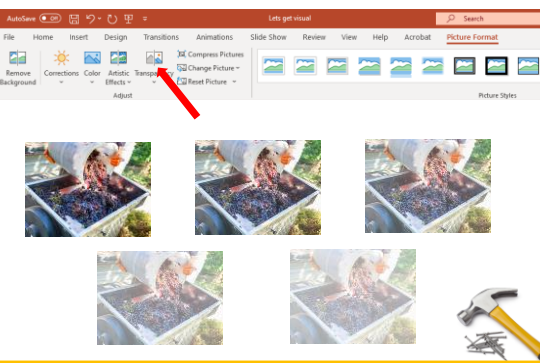 AutoSave Off Lets get visual Search
File Home Insert Design Transitions Animations Slide Show Review View Help Acrobat Picture Format
Remove Background
Corrections
Color
Artistic Effects
Transparency
Compress Pictures
Change Picture
Reset Picture
Adjust
Picture Styles